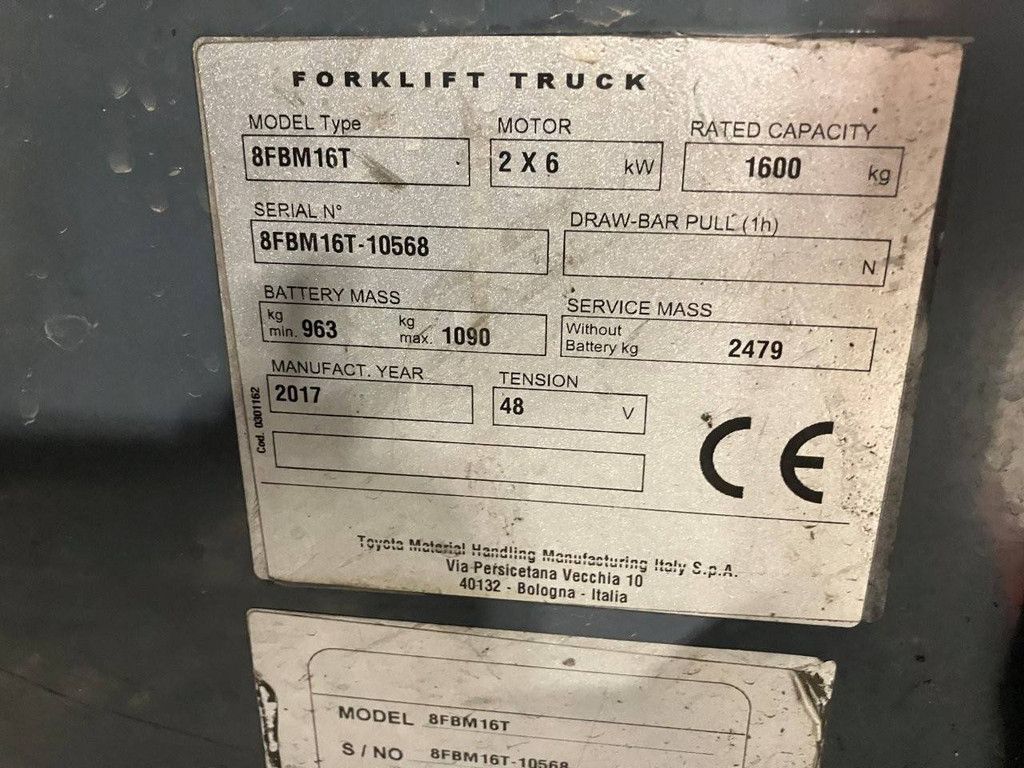 FORKLIFT TRUCK
MODEL Type MOTOR RATED CAPACITY
8FBM16T 2 X 6 kW 1600 kg
SERIAL N° DRAW-BAR PULL (1h)
8FBM16T-10568 N
BATTERY MASS SERVICE MASS
kg min. 963 kg max. 1090 Without Battery kg 2479
MANUFACT. YEAR TENSION
2017 48 V
CE
Cod. 0301162
Toyota Material Handling Manufacturing Italy S.p.A.
Via Persicetana Vecchia 10
40132 - Bologna - Italia
MODEL 8FBM16T
S / NO 8FBM16T-10568